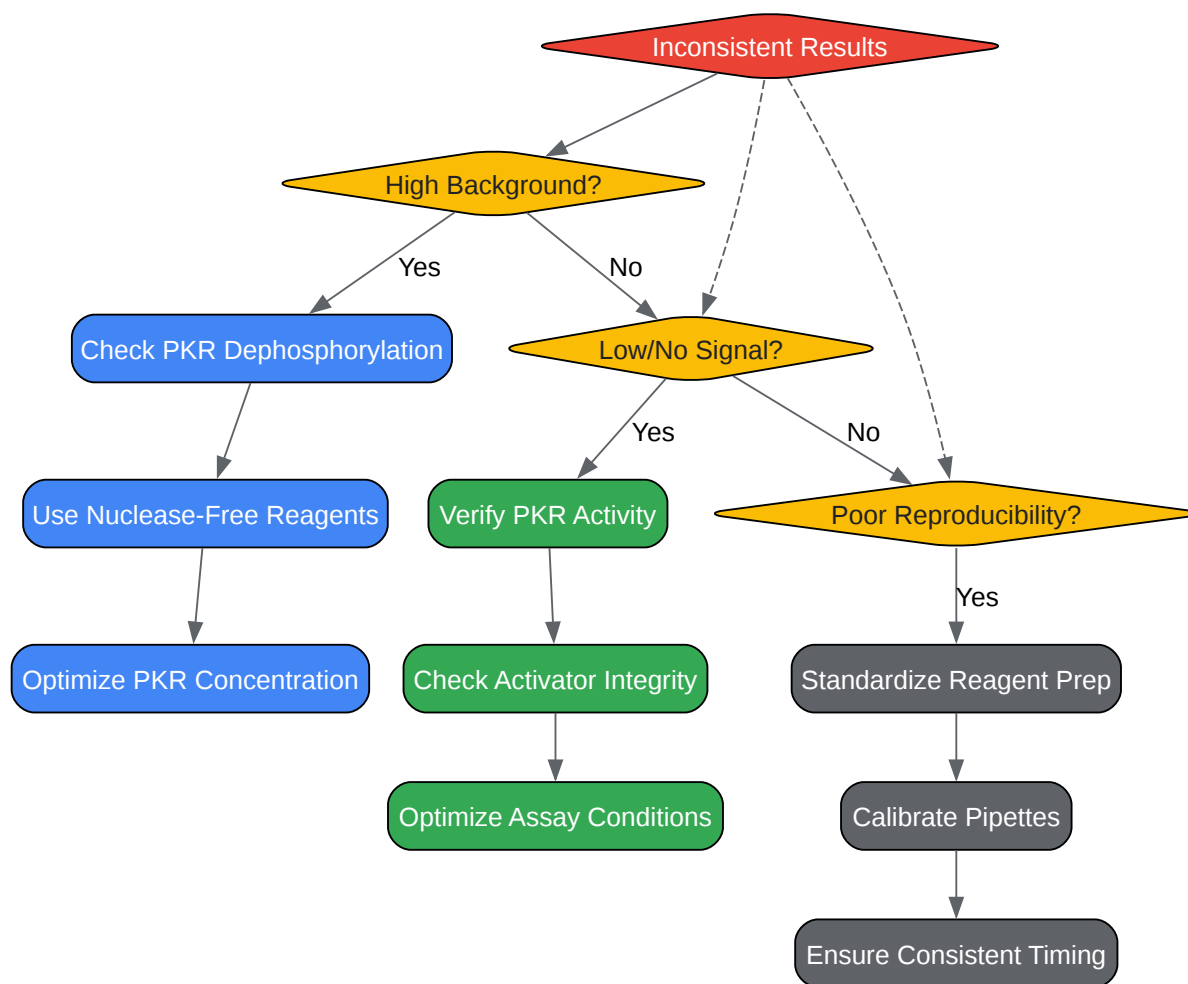 Inconsistent Results
High Background?
Yes
No
Check PKR Dephosphorylation
Low/No Signal?
Yes
No
Use Nuclease-Free Reagents
Verify PKR Activity
Poor Reproducibility?
Yes
Optimize PKR Concentration
Check Activator Integrity
Standardize Reagent Prep
Optimize Assay Conditions
Calibrate Pipettes
Ensure Consistent Timing